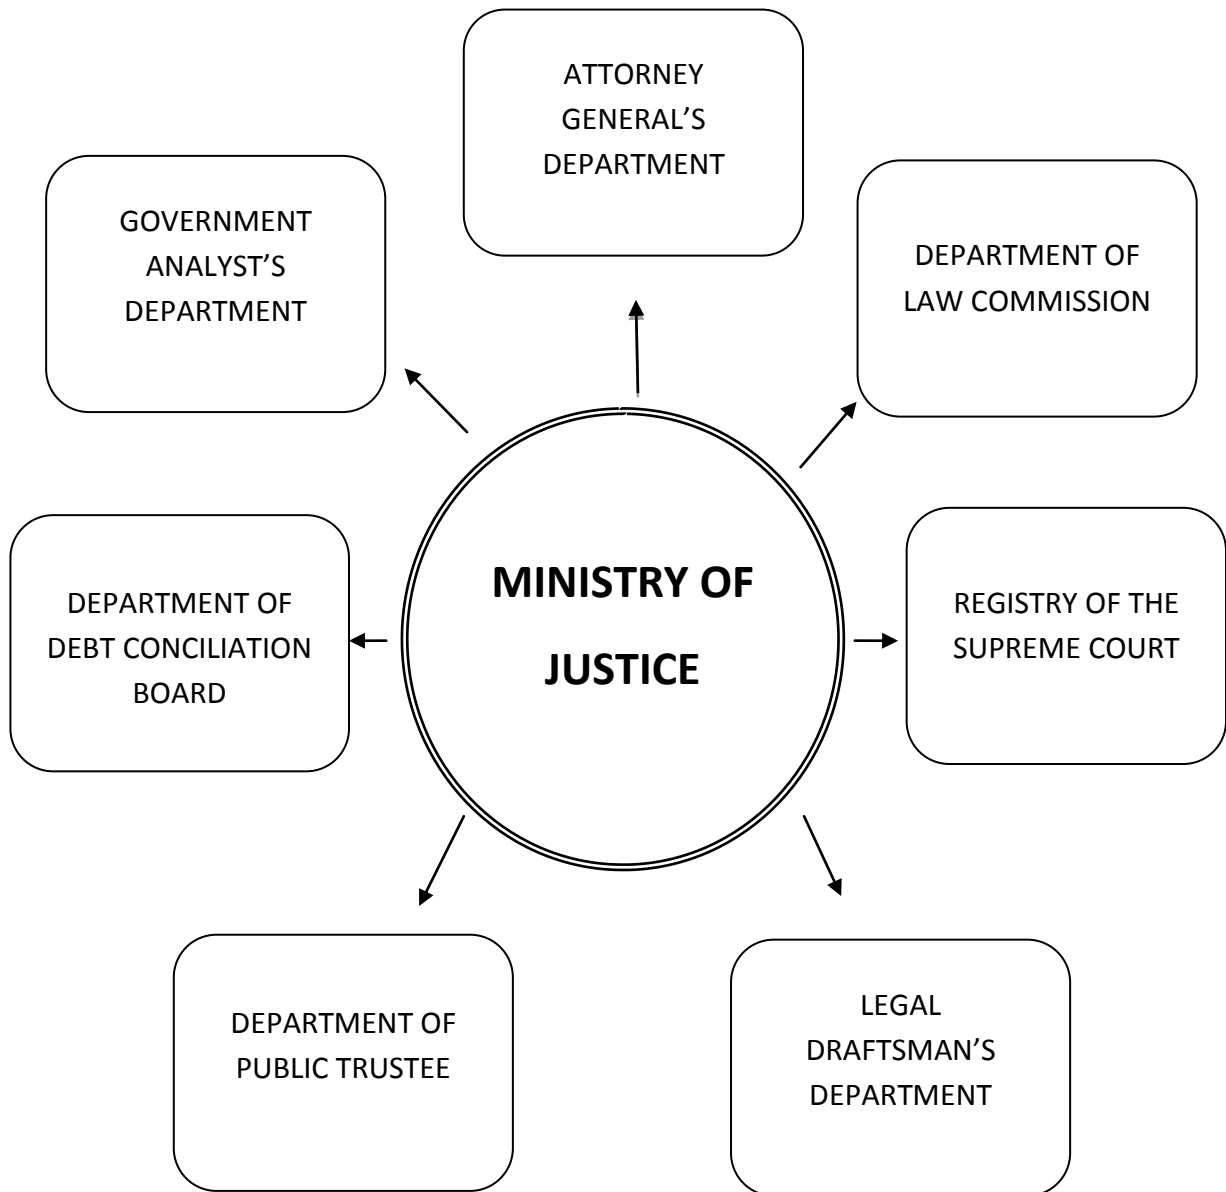 ATTORNEY
GENERAL’S
DEPARTMENT
GOVERNMENT
ANALYST’S
DEPARTMENT
DEPARTMENT OF
LAW COMMISSION
MINISTRY OF
JUSTICE
DEPARTMENT OF
DEBT CONCILIATION
BOARD
REGISTRY OF THE
SUPREME COURT
DEPARTMENT OF
PUBLIC TRUSTEE
LEGAL
DRAFTSMAN’S
DEPARTMENT